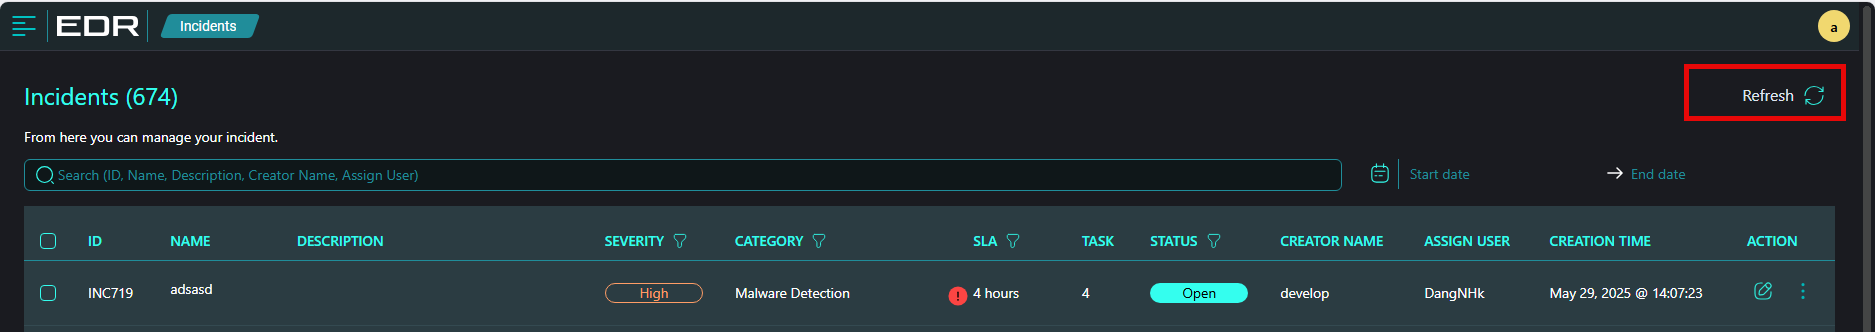 EDR Incidents a
Incidents (674)
Refresh
From here you can manage your incident.
Search (ID, Name, Description, Creator Name, Assign User) Start date → End date
ID NAME DESCRIPTION SEVERITY CATEGORY SLA TASK STATUS CREATOR NAME ASSIGN USER CREATION TIME ACTION
INC719 adsasd High Malware Detection ! 4 hours 4 Open develop DangNHk May 29, 2025 @ 14:07:23